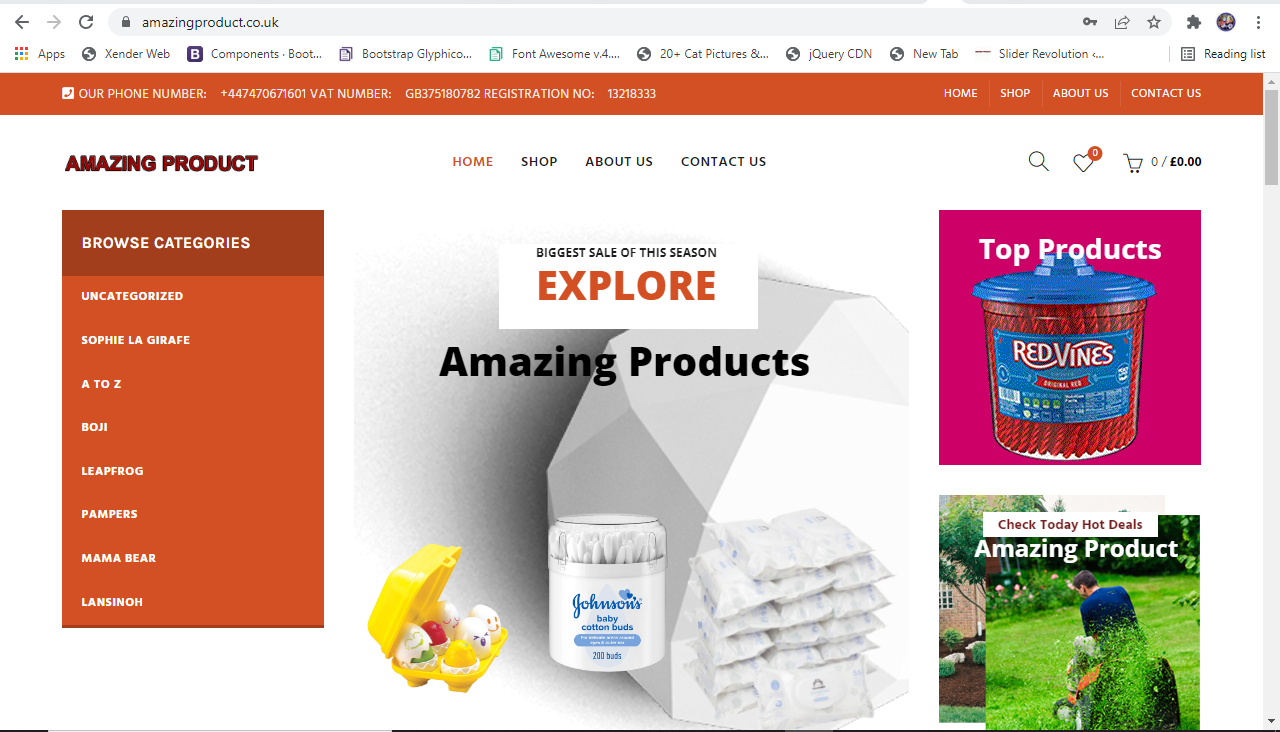 amazingproduct.co.uk
Apps Xender Web Components · Boot... Bootstrap Glyphico... Font Awesome v.4.... 20+ Cat Pictures &... jQuery CDN New Tab Slider Revolution ‹... Reading list
OUR PHONE NUMBER: +447470671601 VAT NUMBER: GB375180782 REGISTRATION NO: 13218333 HOME SHOP ABOUT US CONTACT US
AMAZING PRODUCT HOME SHOP ABOUT US CONTACT US 0 0 / £0.00
BROWSE CATEGORIES
UNCATEGORIZED
SOPHIE LA GIRAFE
A TO Z
BOJI
LEAPFROG
PAMPERS
MAMA BEAR
LANSINOH
BIGGEST SALE OF THIS SEASON
EXPLORE
Amazing Products
Johnson's
baby
cotton buds
200 buds
Top Products
RED VINES
ORIGINAL RED
Check Today Hot Deals
Amazing Product